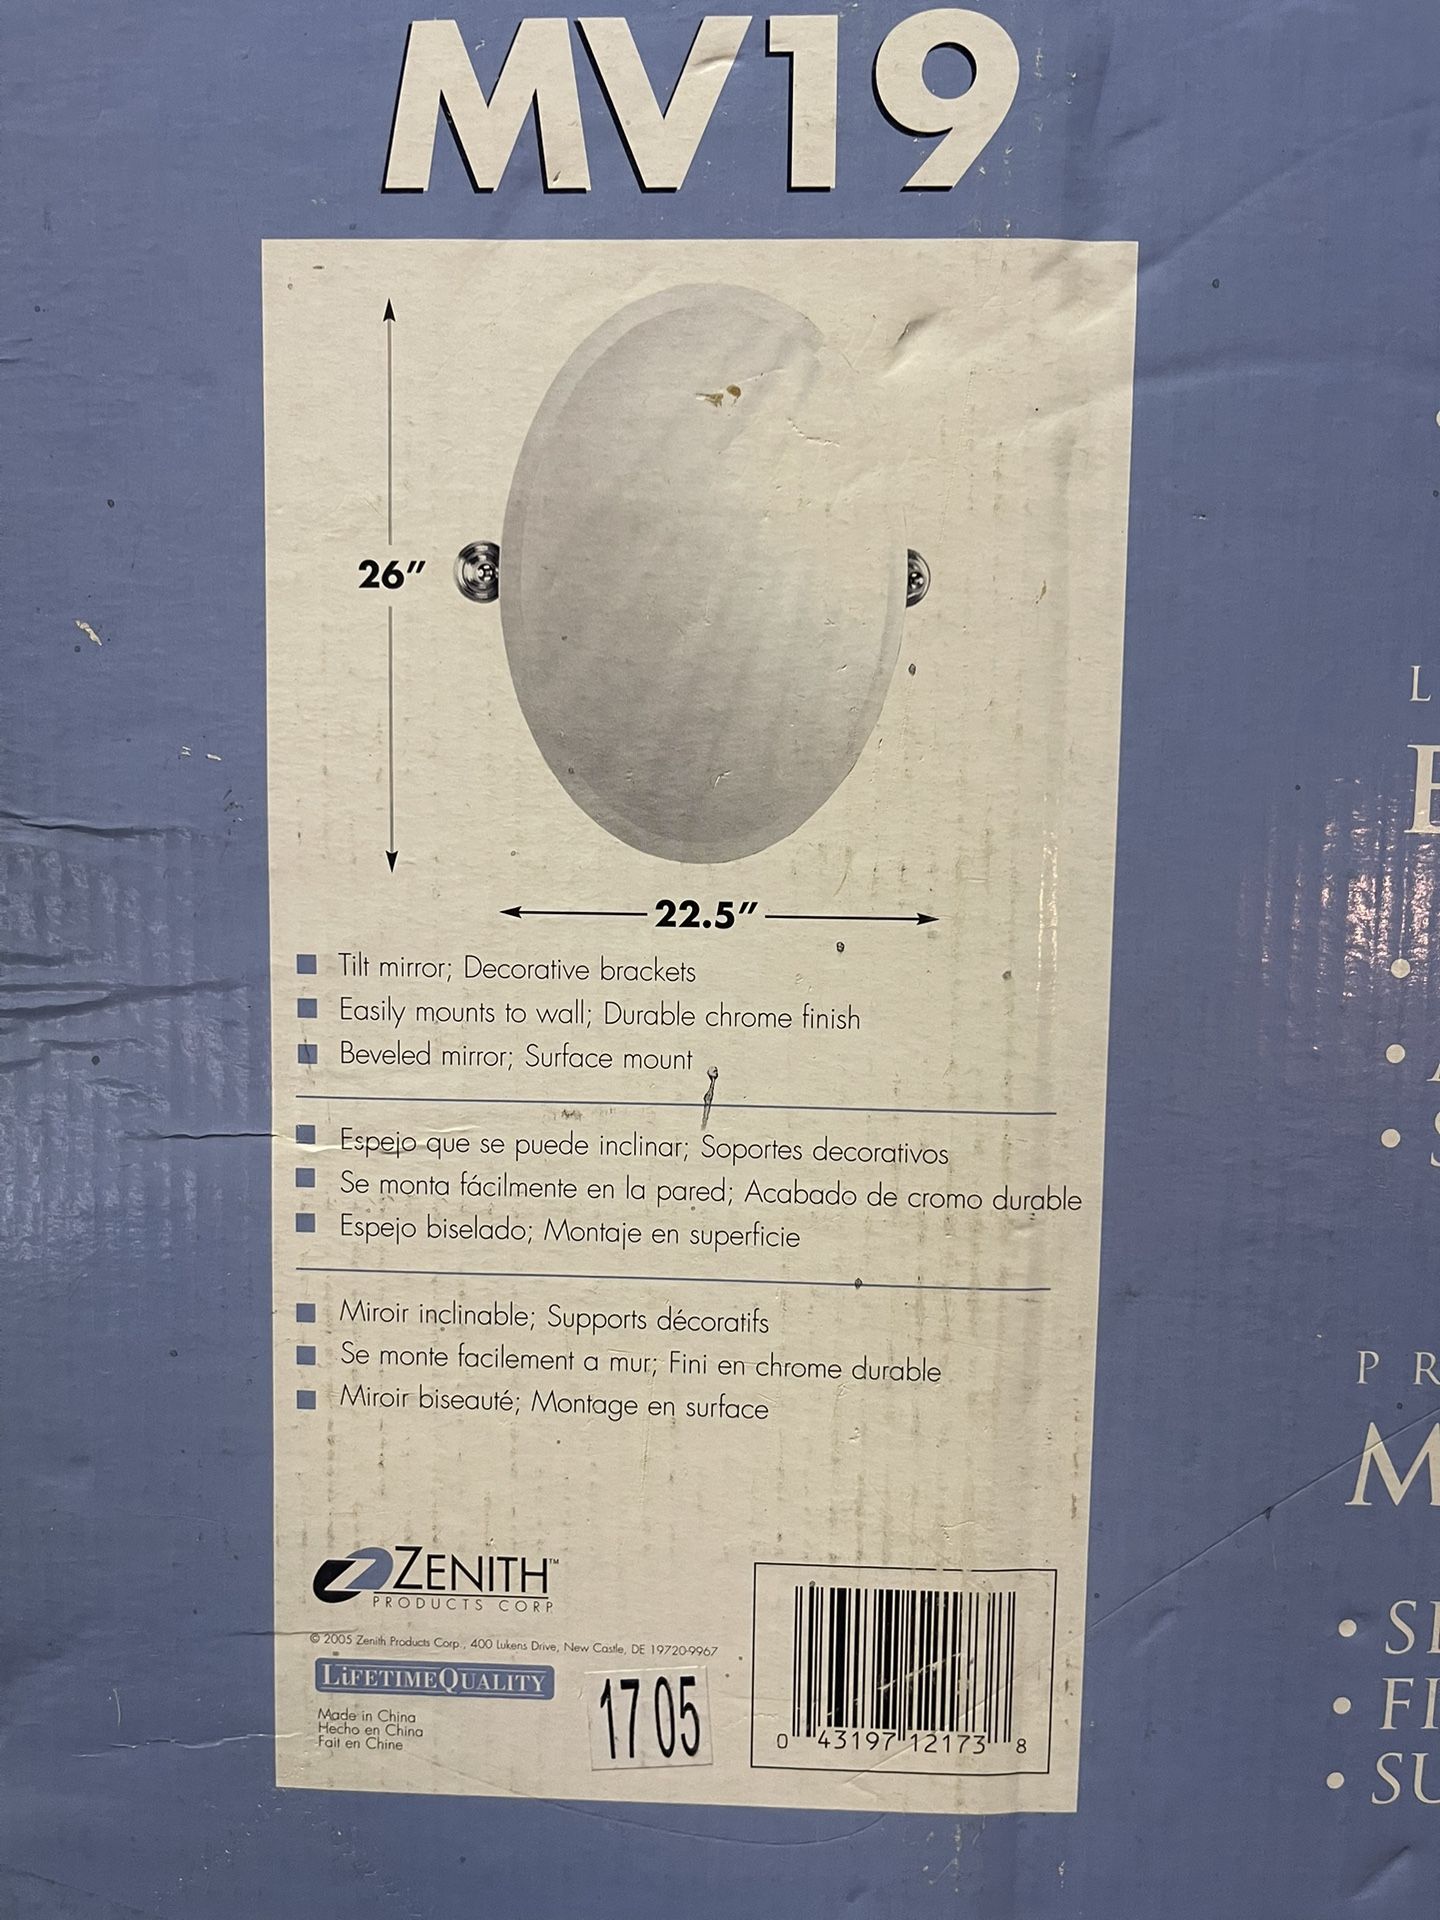 MV19
26"
22.5"
Tilt mirror; Decorative brackets
Easily mounts to wall; Durable chrome finish
Beveled mirror; Surface mount
Espejo que se puede inclinar; Soportes decorativos
Se monta fácilmente en la pared; Acabado de cromo durable
Espejo biselado; Montaje en superficie
Miroir inclinable; Supports décoratifs
Se monte facilement a mur; Fini en chrome durable
Miroir biseauté; Montage en surface
Z ZENITH™
PRODUCTS CORP
© 2005 Zenith Products Corp., 400 Lukens Drive, New Castle, DE 19720-9967
LIFETIMEQUALITY
Made in China
Hecho en China
Fait en Chine
1705
0 43197 12173 8